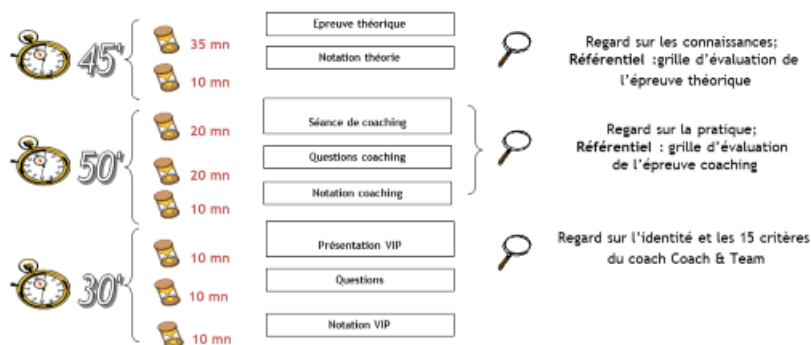 45'
35 mn
10 mn
Epreuve théorique
Notation théorie
Regard sur les connaissances;
Référentiel :grille d'évaluation de
l'épreuve théorique
50'
20 mn
20 mn
10 mn
Séance de coaching
Questions coaching
Notation coaching
Regard sur la pratique;
Référentiel : grille d'évaluation
de l'épreuve coaching
30'
10 mn
10 mn
10 mn
Présentation VIP
Questions
Notation VIP
Regard sur l'identité et les 15 critères
du coach Coach & Team